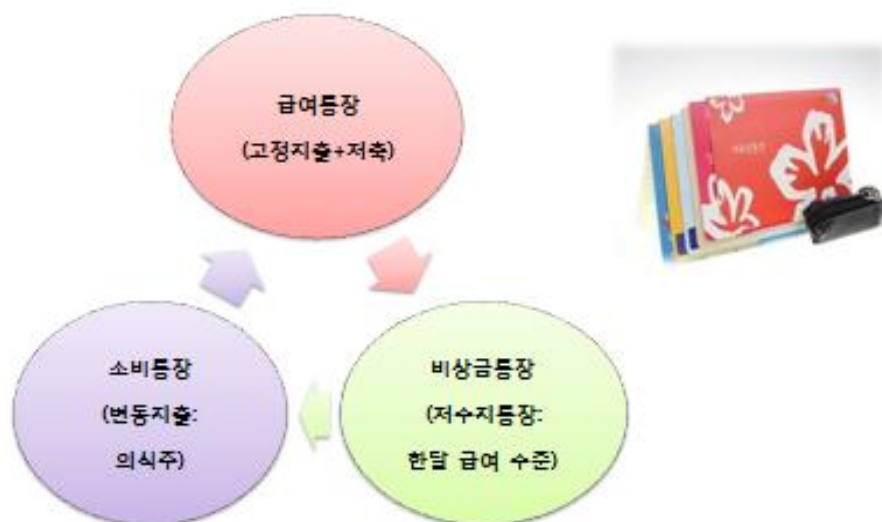 급여통장
(고정지출+저축)
소비통장
(변동지출:
의식주)
비상금통장
(저수지통장:
한달 급여 수준)